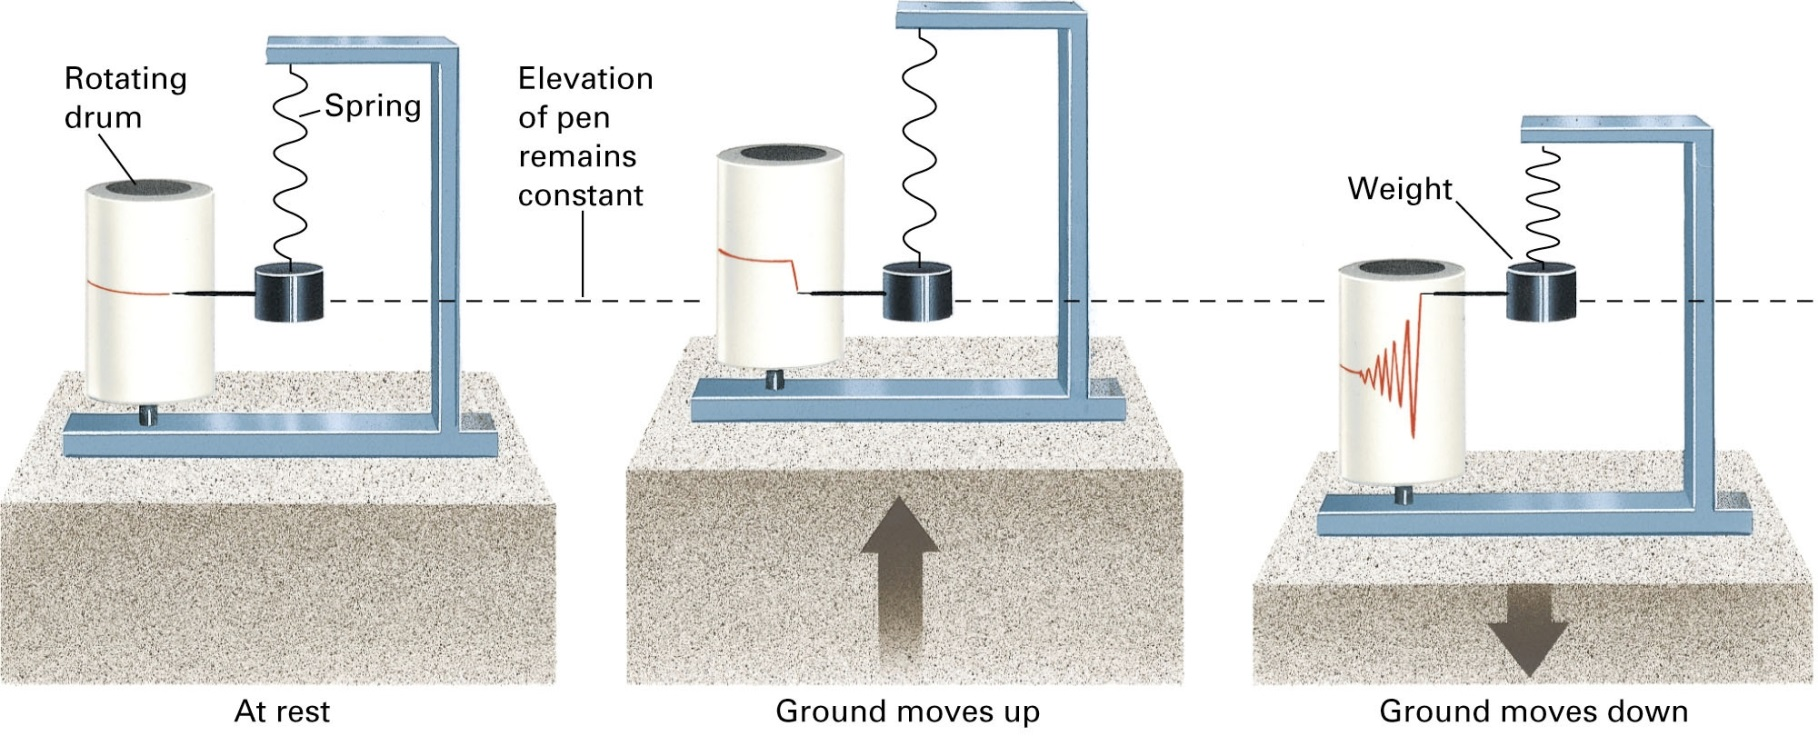 Rotating
drum
Spring
Elevation
of pen
remains
constant
Weight
At rest
Ground moves up
Ground moves down